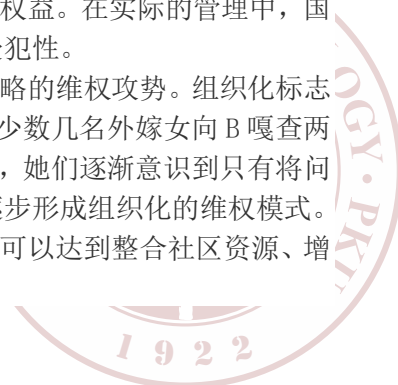 权益。在实际的管理中，国
犯性。
略的维权攻势。组织化标志
少数几名外嫁女向 B 嘎查两
，她们逐渐意识到只有将问
步形成组织化的维权模式。
可以达到整合社区资源、增
OGY · PKU
1922